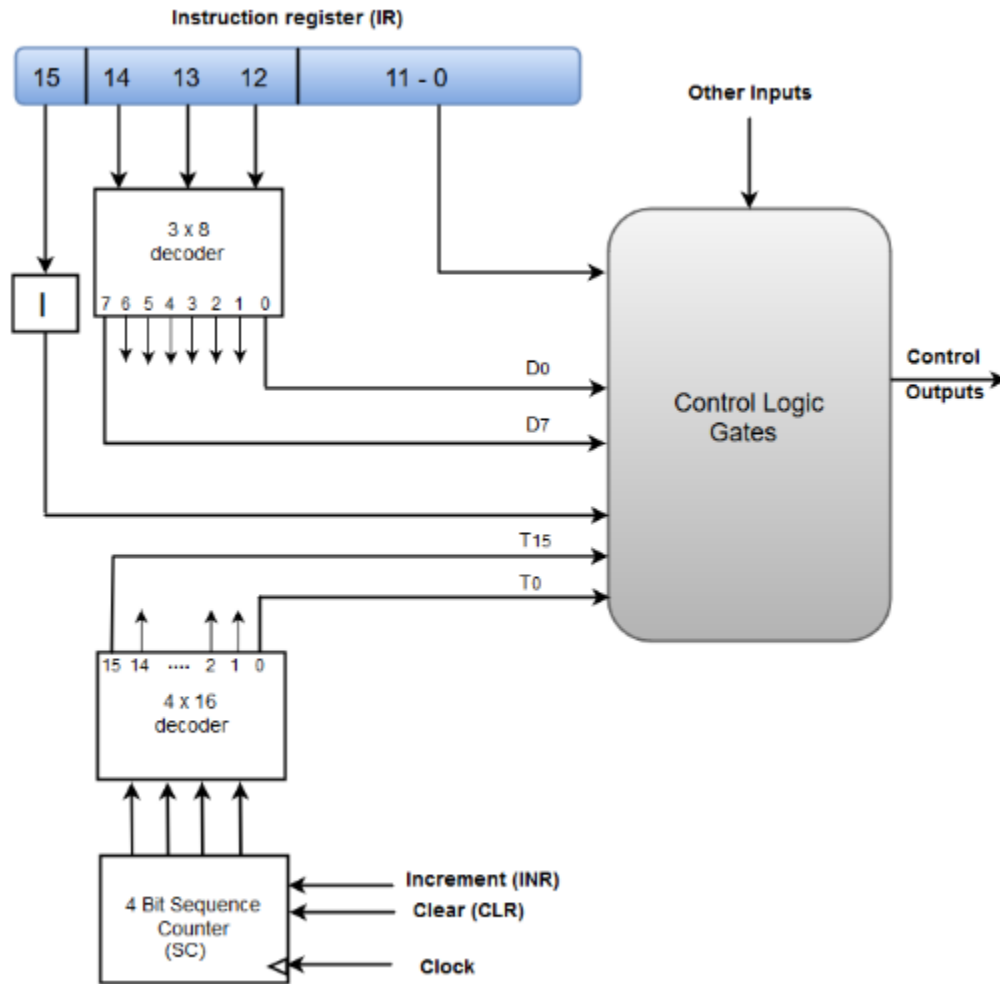 Instruction register (IR)
15 14 13 12 11 - 0
Other Inputs
3 x 8
decoder
7 6 5 4 3 2 1 0
I
D0
D7
Control Logic
Gates
Control
Outputs
T15
T0
15 14 .... 2 1 0
4 x 16
decoder
4 Bit Sequence
Counter
(SC)
Increment (INR)
Clear (CLR)
Clock